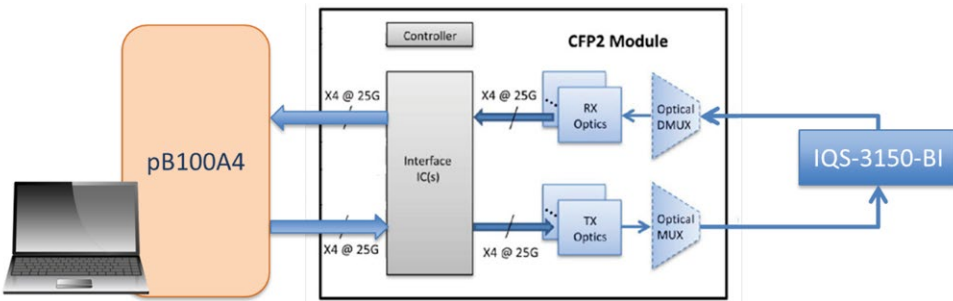 Controller
CFP2 Module
X4 @ 25G
X4 @ 25G
RX
Optics
Optical
DMUX
pB100A4
Interface
IC(s)
IQS-3150-BI
TX
Optics
Optical
MUX
X4 @ 25G
X4 @ 25G